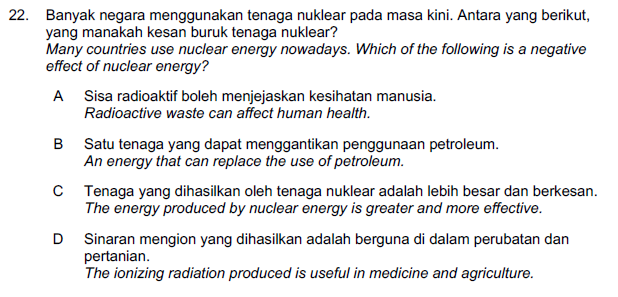 22. Banyak negara menggunakan tenaga nuklear pada masa kini. Antara yang berikut,
yang manakah kesan buruk tenaga nuklear?
Many countries use nuclear energy nowadays. Which of the following is a negative
effect of nuclear energy?
A Sisa radioaktif boleh menjejaskan kesihatan manusia.
Radioactive waste can affect human health.
B Satu tenaga yang dapat menggantikan penggunaan petroleum.
An energy that can replace the use of petroleum.
C Tenaga yang dihasilkan oleh tenaga nuklear adalah lebih besar dan berkesan.
The energy produced by nuclear energy is greater and more effective.
D Sinaran mengion yang dihasilkan adalah berguna di dalam perubatan dan
pertanian.
The ionizing radiation produced is useful in medicine and agriculture.